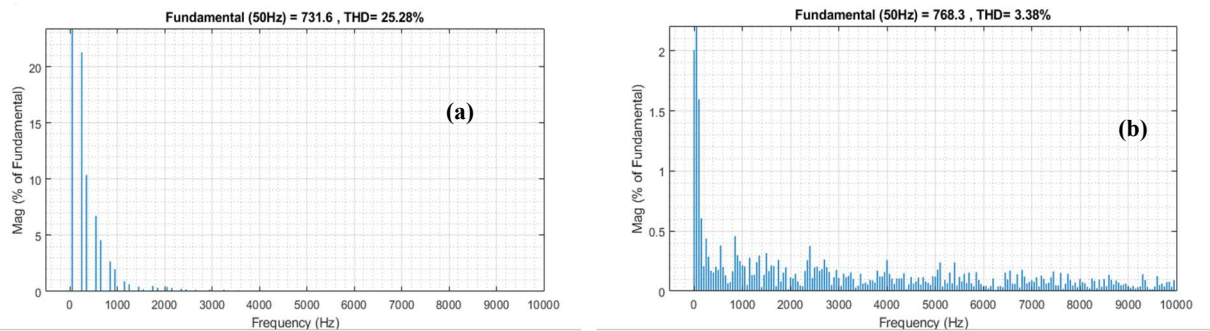 Fundamental (50Hz) = 731.6 , THD= 25.28%
Mag (% of Fundamental)
20
15
10
5
0
(a)
0 1000 2000 3000 4000 5000 6000 7000 8000 9000 10000
Frequency (Hz)
Fundamental (50Hz) = 768.3 , THD= 3.38%
Mag (% of Fundamental)
2
1.5
1
0.5
0
(b)
0 1000 2000 3000 4000 5000 6000 7000 8000 9000 10000
Frequency (Hz)